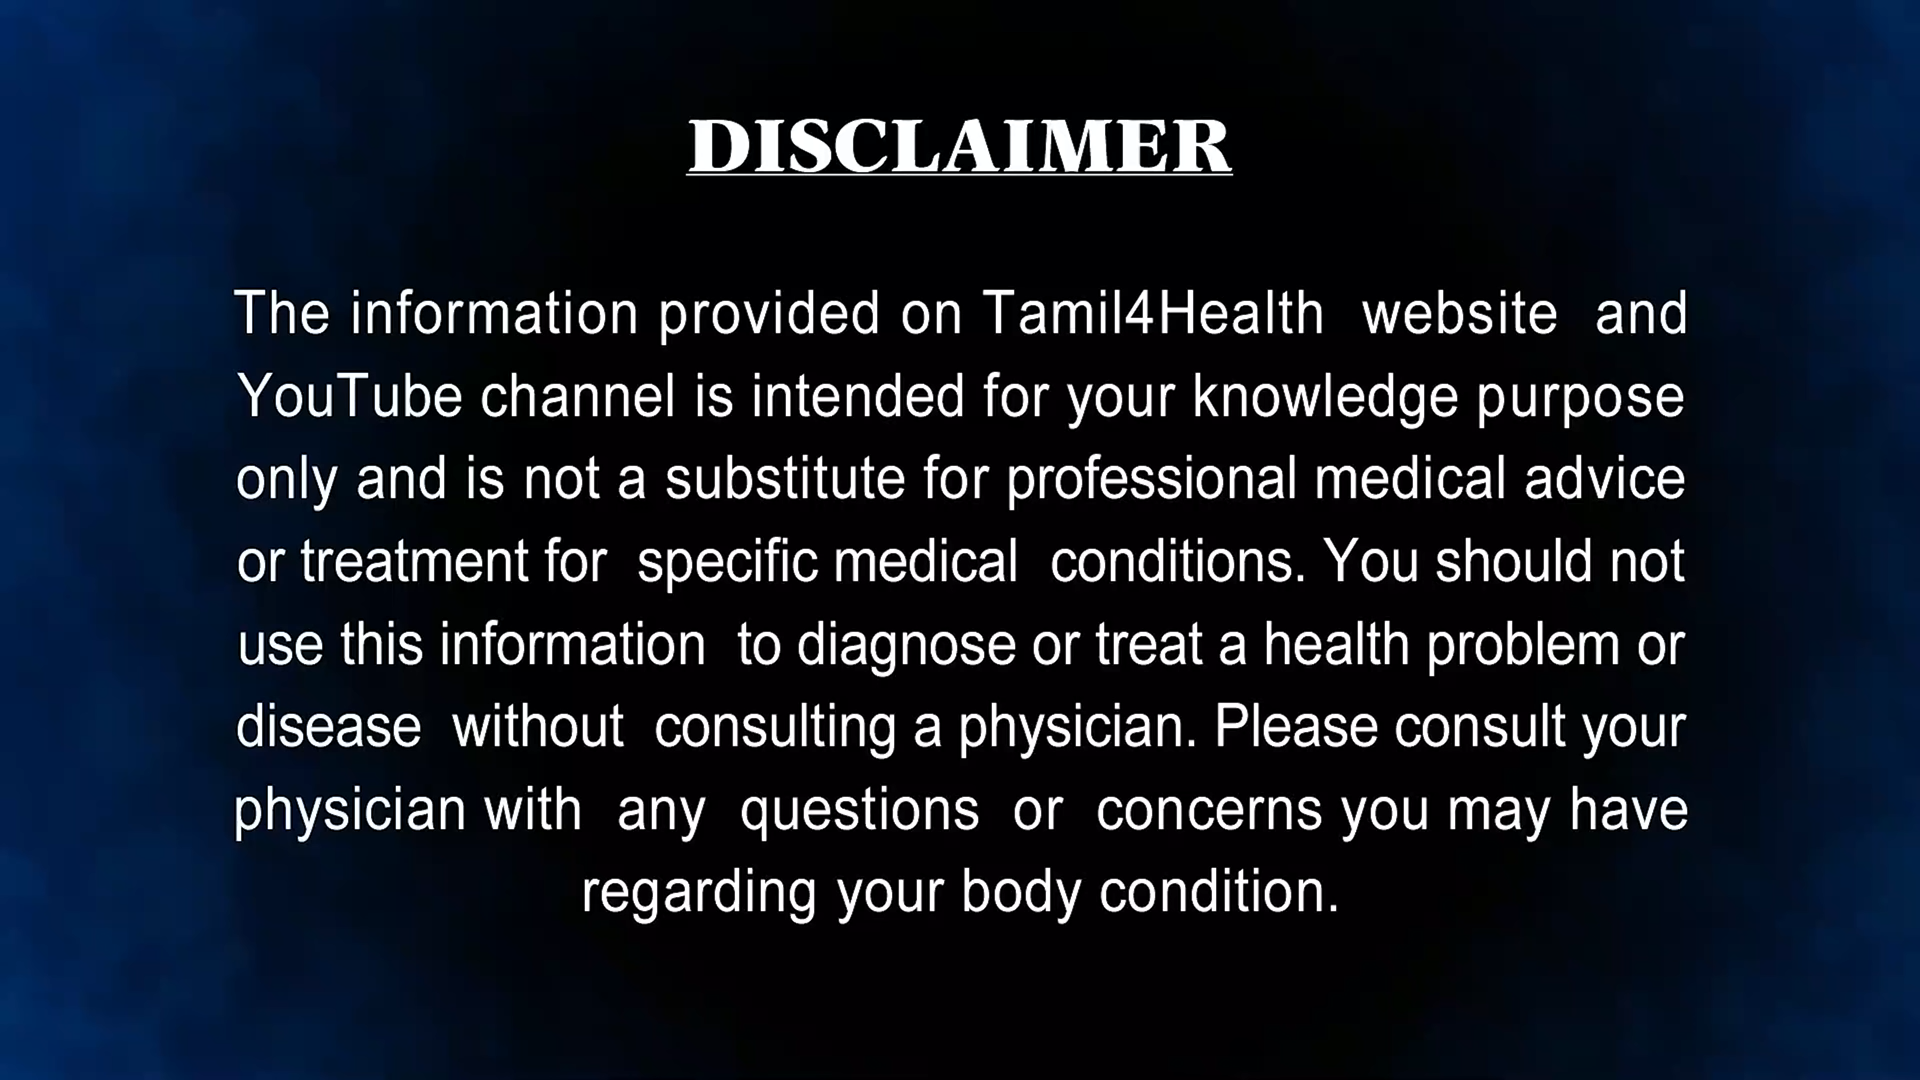 DISCLAIMER
The information provided on Tamil4Health website and
YouTube channel is intended for your knowledge purpose
only and is not a substitute for professional medical advice
or treatment for specific medical conditions. You should not
use this information to diagnose or treat a health problem or
disease without consulting a physician. Please consult your
physician with any questions or concerns you may have
regarding your body condition.